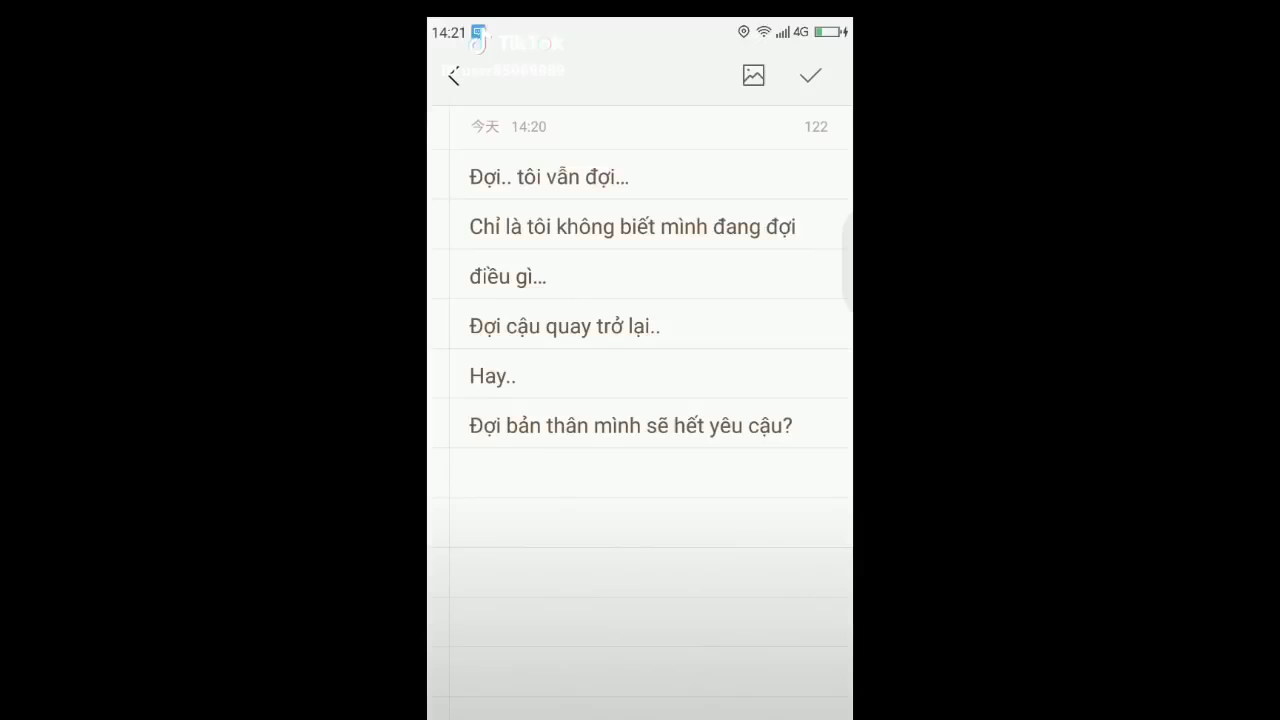 14:21 4G
TikTok
今天 14:20 122
Đợi.. tôi vẫn đợi...
Chỉ là tôi không biết mình đang đợi
điều gì...
Đợi cậu quay trở lại..
Hay..
Đợi bản thân mình sẽ hết yêu cậu?